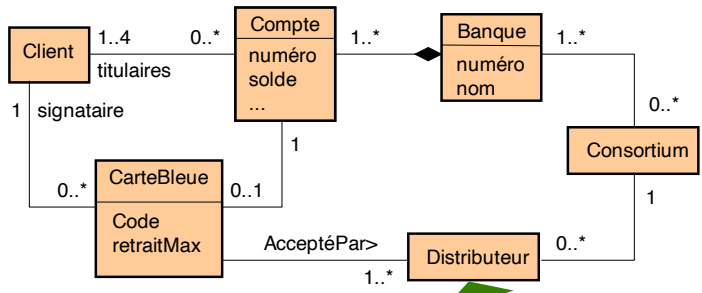 Client
1..4
0..*
titulaires
Compte
numéro
solde
...
1..*
Banque
numéro
nom
1..*
0..*
Consortium
1
1
signataire
0..*
CarteBleue
Code
retraitMax
0..1
1
AcceptéPar>
1..*
Distributeur
0..*